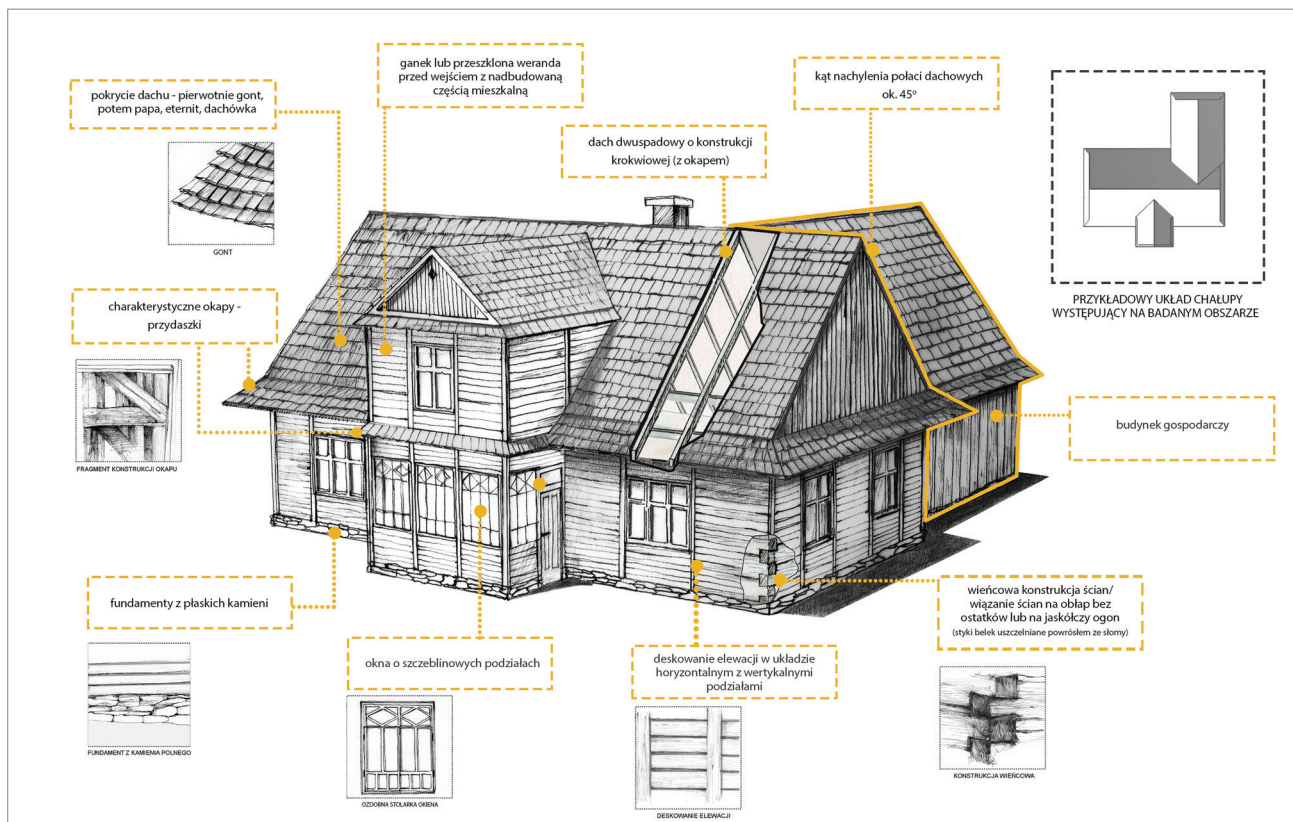 ganek lub przeszklona weranda
przed wejściem z nadbudowaną
częścią mieszkalną
kąt nachylenia połaci dachowych
ok. 45°
pokrycie dachu - pierwotnie gont,
potem papa, eternit, dachówka
dach dwuspadowy o konstrukcji
krokwiowej (z okapem)
GONT
PRZYKŁADOWY UKŁAD CHAŁUPY
WYSTĘPUJĄCY NA BADANYM OBSZARZE
charakterystyczne okapy -
przydaszki
FRAGMENT KONSTRUKCJI OKAPU
budynek gospodarczy
fundamenty z płaskich kamieni
wieńcowa konstrukcja ścian/
wiązanie ścian na obłap bez
ostatków lub na jaskółczy ogon
(styki belek uszczelniane powrósłem ze słomy)
okna o szczeblinowych podziałach
deskowanie elewacji w układzie
horyzontalnym z wertykalnymi
podziałami
FUNDAMENT Z KAMIENIA POLNEGO
OZDOBNA STOLARKA OKIENA
DESKOWANIE ELEWACJI
KONSTRUKCJA WIEŃCOWA